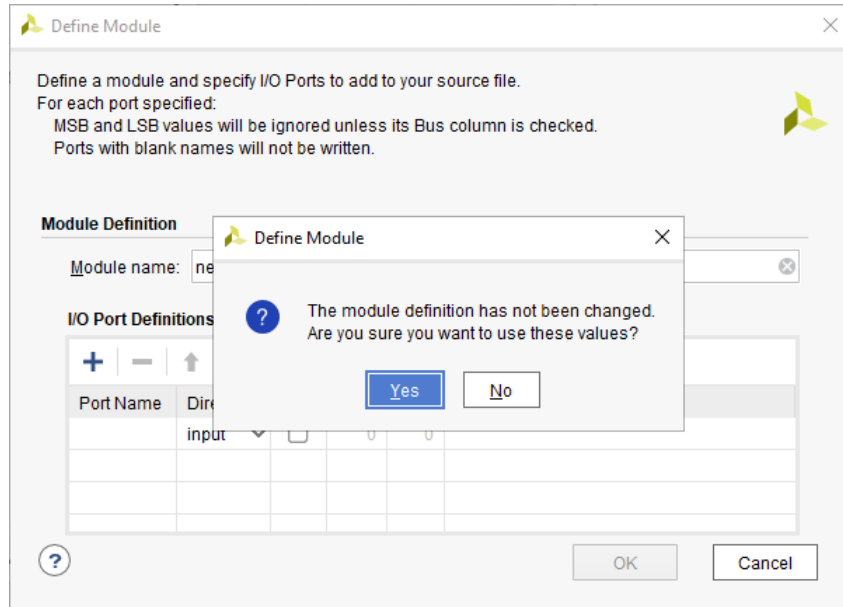 Define Module
Define a module and specify I/O Ports to add to your source file.
For each port specified:
MSB and LSB values will be ignored unless its Bus column is checked.
Ports with blank names will not be written.
Module Definition
Module name:
I/O Port Definitions
Port Name
input 0 0
Define Module
The module definition has not been changed.
Are you sure you want to use these values?
Yes No
? OK Cancel